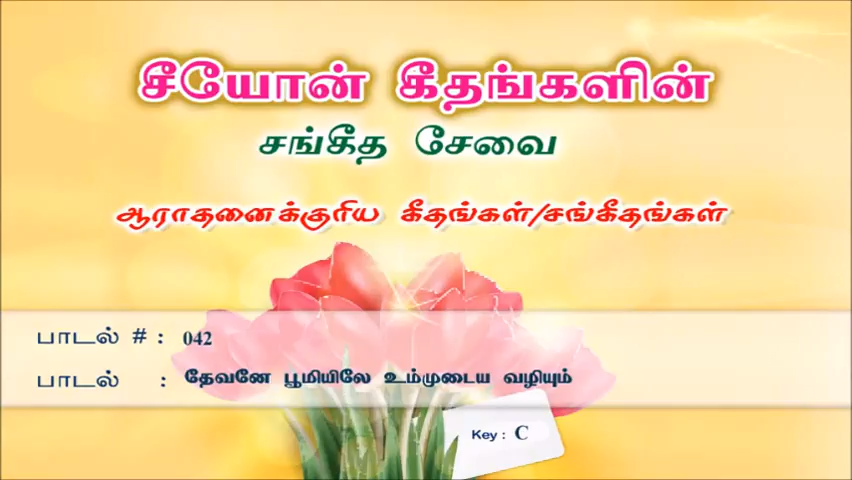 சீயோன் கீதங்களின்
சங்கீத சேவை
ஆராதனைக்குரிய கீதங்கள்/சங்கீதங்கள்
பாடல் # : 042
பாடல் : தேவனே பூமியிலே உம்முடைய வழியும்
Key : C